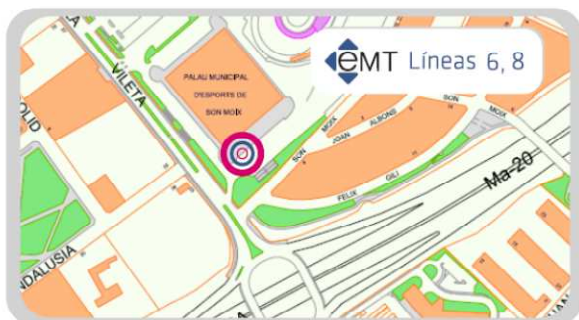 eMT Líneas 6, 8
VILETA
PALAU MUNICIPAL
D'ESPORTS DE
SON MOIX
SON MOIX
JOAN ALBONS
SON MOIX
FELIX GILI
Ma-20
ANDALUSIA